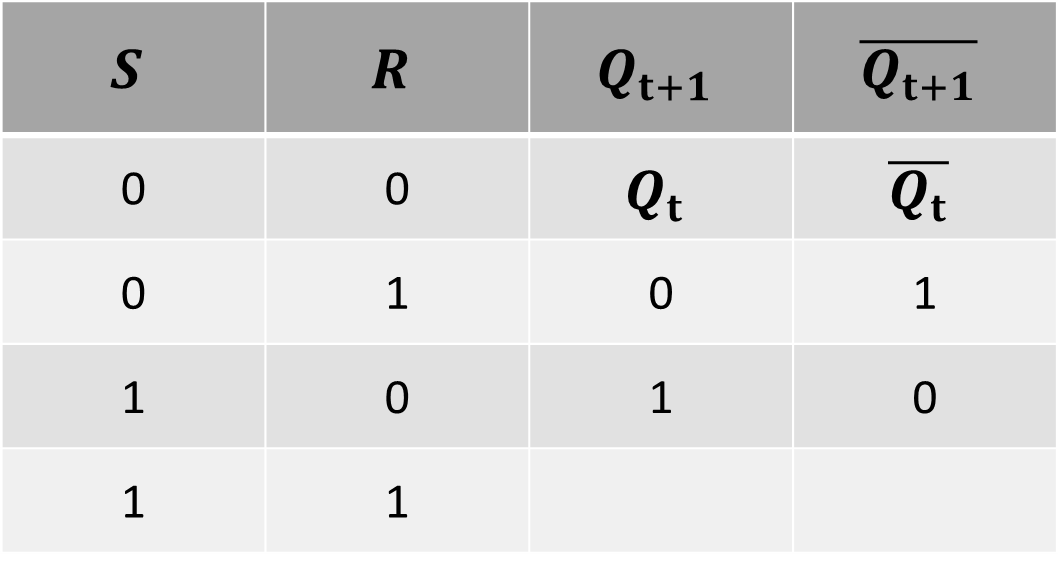 S R Q_{t+1} \overline{Q_{t+1}}
0 0 Q_t \overline{Q_t}
0 1 0 1
1 0 1 0
1 1